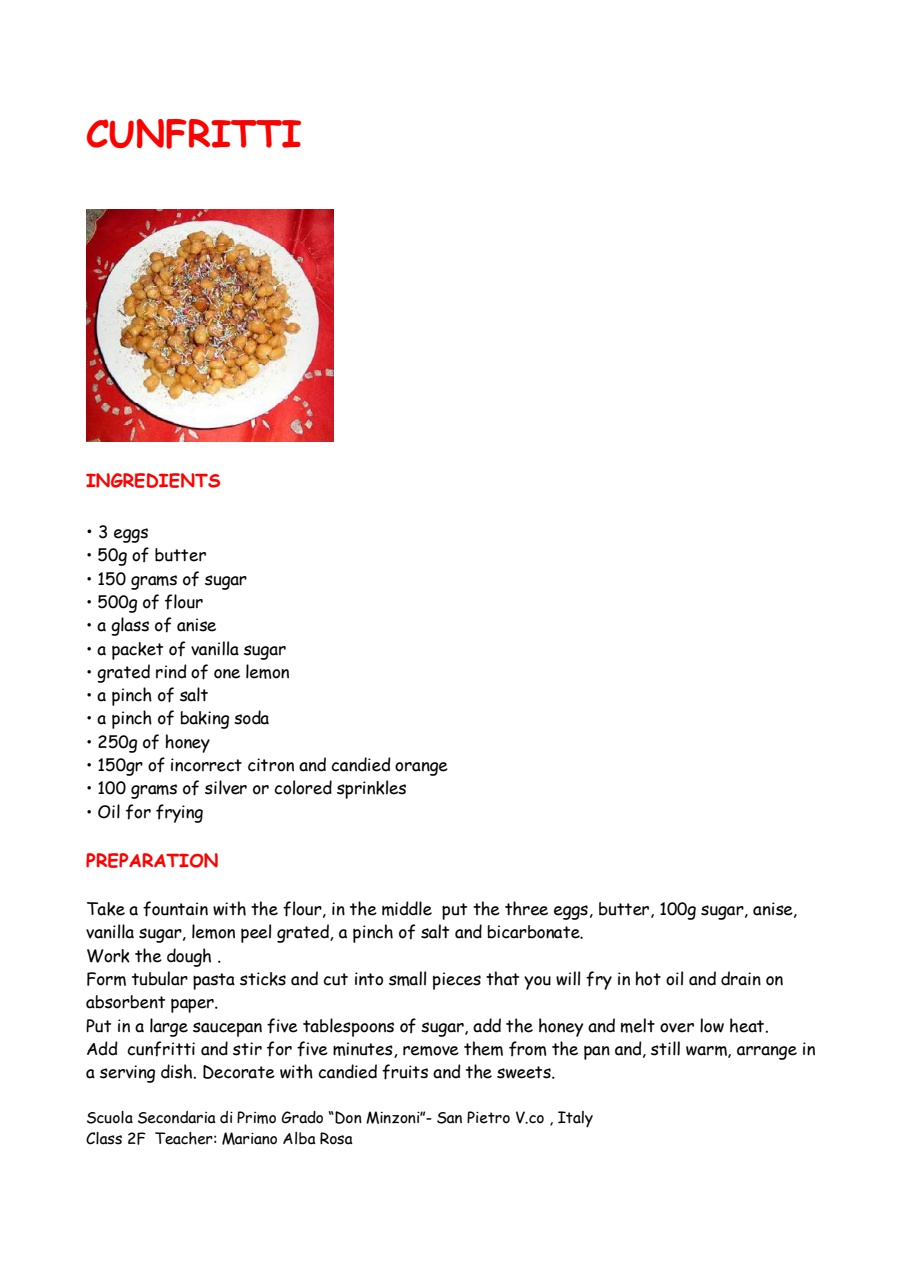 CUNFRITTI
INGREDIENTS
• 3 eggs
• 50g of butter
• 150 grams of sugar
• 500g of flour
• a glass of anise
• a packet of vanilla sugar
• grated rind of one lemon
• a pinch of salt
• a pinch of baking soda
• 250g of honey
• 150gr of incorrect citron and candied orange
• 100 grams of silver or colored sprinkles
• Oil for frying
PREPARATION
Take a fountain with the flour, in the middle  put the three eggs, butter, 100g sugar, anise,
vanilla sugar, lemon peel grated, a pinch of salt and bicarbonate.
Work the dough .
Form tubular pasta sticks and cut into small pieces that you will fry in hot oil and drain on
absorbent paper.
Put in a large saucepan five tablespoons of sugar, add the honey and melt over low heat.
Add  cunfritti and stir for five minutes, remove them from the pan and, still warm, arrange in
a serving dish. Decorate with candied fruits and the sweets.
Scuola Secondaria di Primo Grado “Don Minzoni”- San Pietro V.co , Italy
Class 2F  Teacher: Mariano Alba Rosa